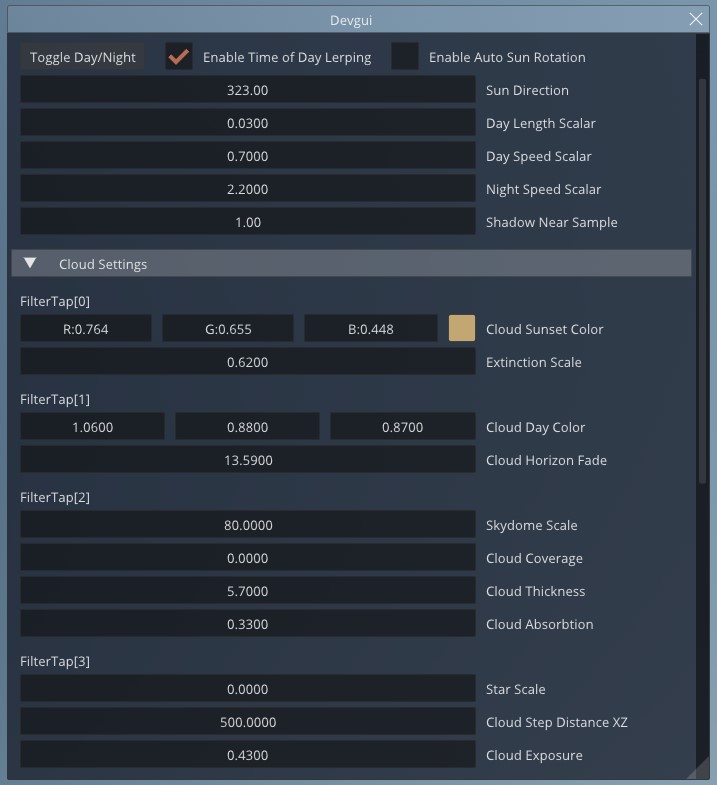 Devgui
Toggle Day/Night Enable Time of Day Lerping Enable Auto Sun Rotation
323.00 Sun Direction
0.0300 Day Length Scalar
0.7000 Day Speed Scalar
2.2000 Night Speed Scalar
1.00 Shadow Near Sample
Cloud Settings
FilterTap[0]
R:0.764 G:0.655 B:0.448 Cloud Sunset Color
0.6200 Extinction Scale
FilterTap[1]
1.0600 0.8800 0.8700 Cloud Day Color
13.5900 Cloud Horizon Fade
FilterTap[2]
80.0000 Skydome Scale
0.0000 Cloud Coverage
5.7000 Cloud Thickness
0.3300 Cloud Absorbtion
FilterTap[3]
0.0000 Star Scale
500.0000 Cloud Step Distance XZ
0.4300 Cloud Exposure